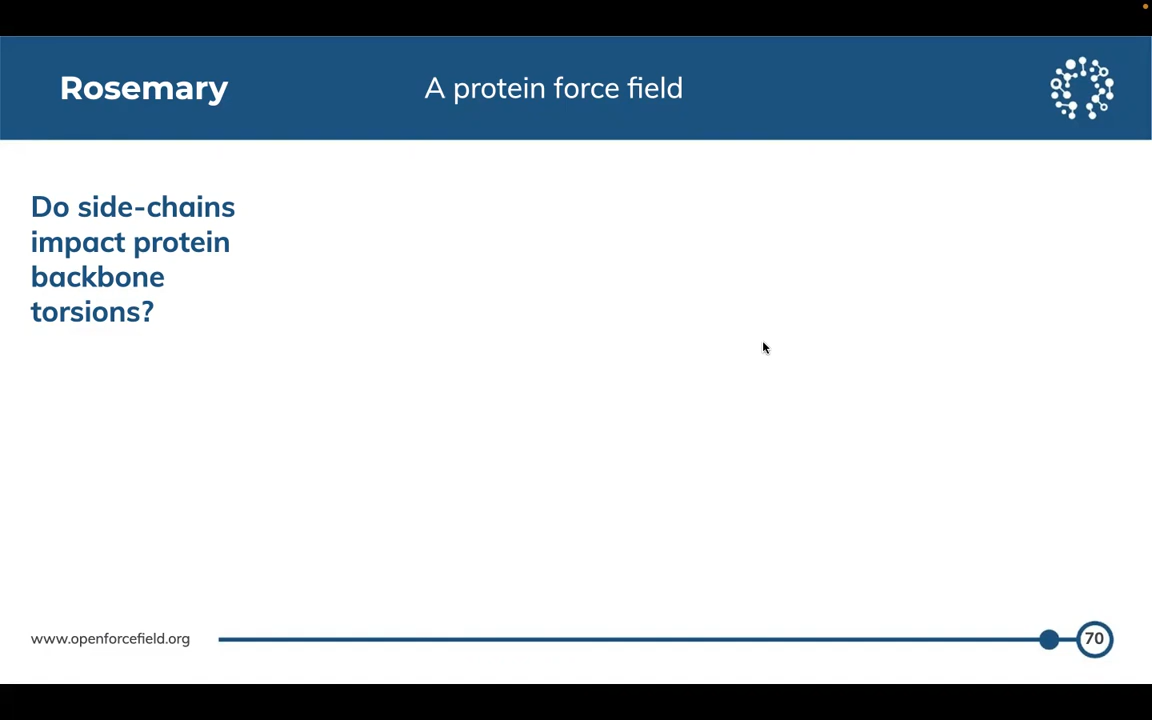 Rosemary
A protein force field
Do side-chains
impact protein
backbone
torsions?
www.openforcefield.org
70